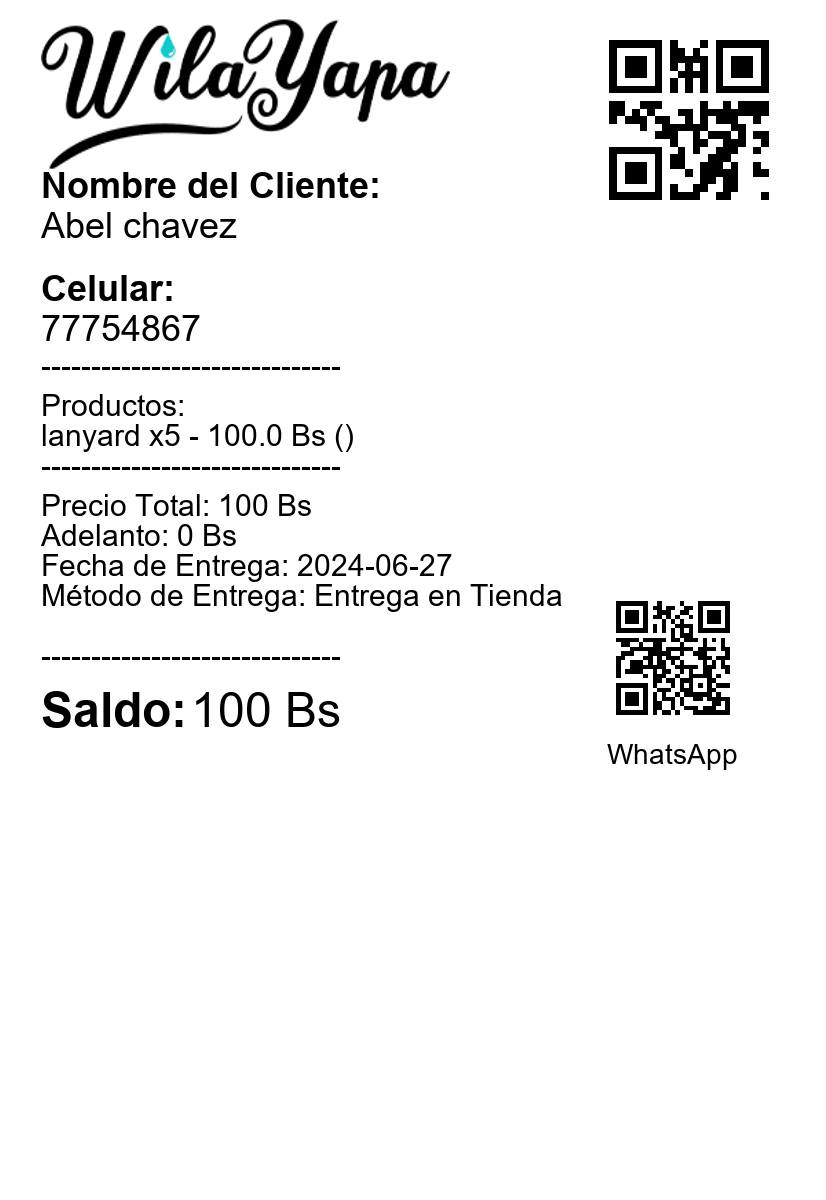 WilaYapa
Nombre del Cliente:
Abel chavez
Celular:
77754867
------------------------------
Productos:
lanyard x5 - 100.0 Bs ()
------------------------------
Precio Total: 100 Bs
Adelanto: 0 Bs
Fecha de Entrega: 2024-06-27
Método de Entrega: Entrega en Tienda
------------------------------
Saldo: 100 Bs
WhatsApp